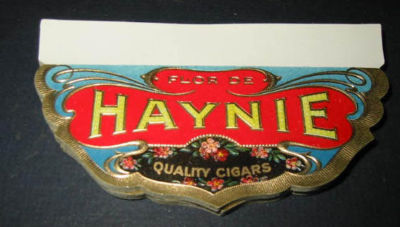 FLOR DE
HAYNIE
QUALITY CIGARS